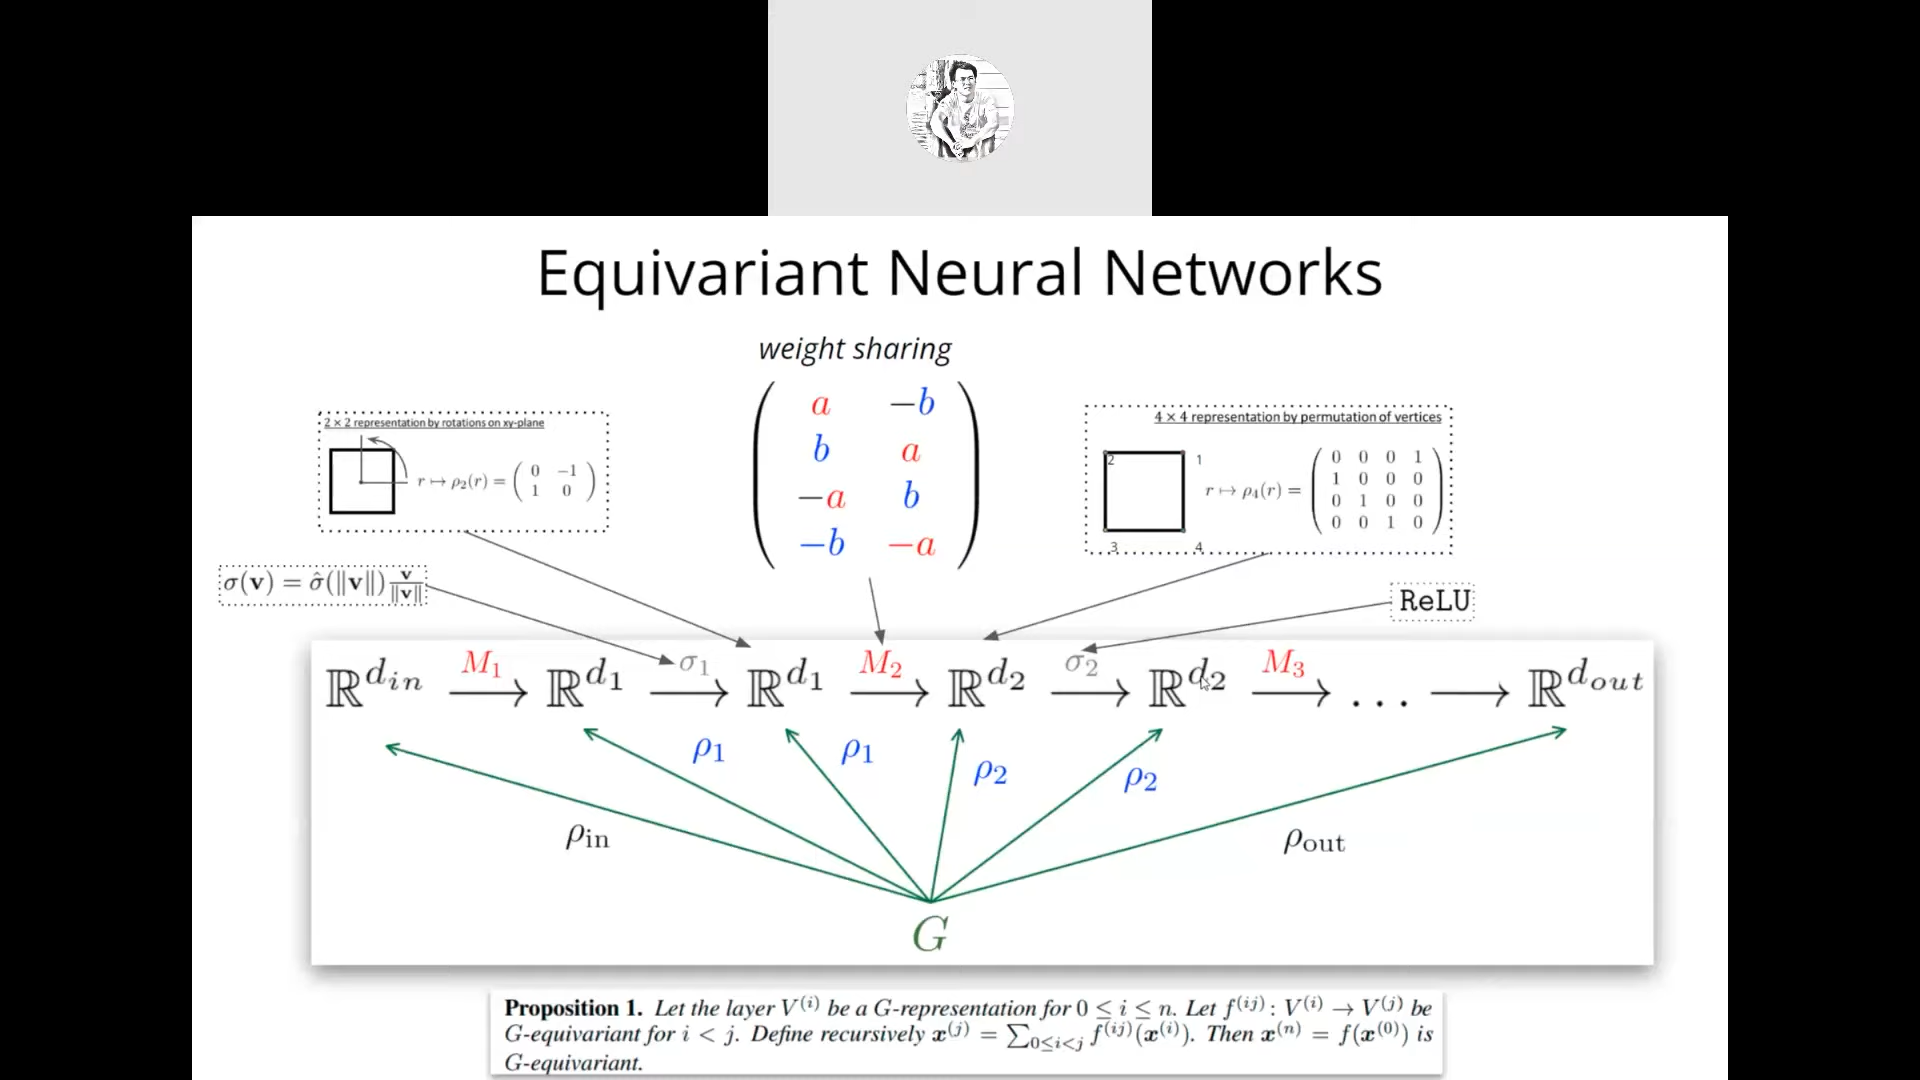 Equivariant Neural Networks
weight sharing
a −b
b a
−a b
−b −a
2 × 2 representation by rotations on xy-plane
r ↦ ρ₂(r) = ( 0 −1
1 0 )
4 × 4 representation by permutation of vertices
2 1
3 4
r ↦ ρ₄(r) =
0 0 0 1
1 0 0 0
0 1 0 0
0 0 1 0
σ(v) = σ̂(‖v‖) v/‖v‖
ReLU
ℝ^{d_{in}} M₁ ⟶ ℝ^{d₁} σ₁ ⟶ ℝ^{d₁} M₂ ⟶ ℝ^{d₂} σ₂ ⟶ ℝ^{d₂} M₃ ⟶ ... ⟶ ℝ^{d_{out}}
ρ₁ ρ₁ ρ₂ ρ₂
ρ_in ρ_out
G
Proposition 1. Let the layer V^{(i)} be a G-representation for 0 ≤ i ≤ n. Let f^{(ij)}: V^{(i)} → V^{(j)} be
G-equivariant for i < j. Define recursively x^{(j)} = ∑_{0≤i<j} f^{(ij)}(x^{(i)}). Then x^{(n)} = f(x^{(0)}) is
G-equivariant.